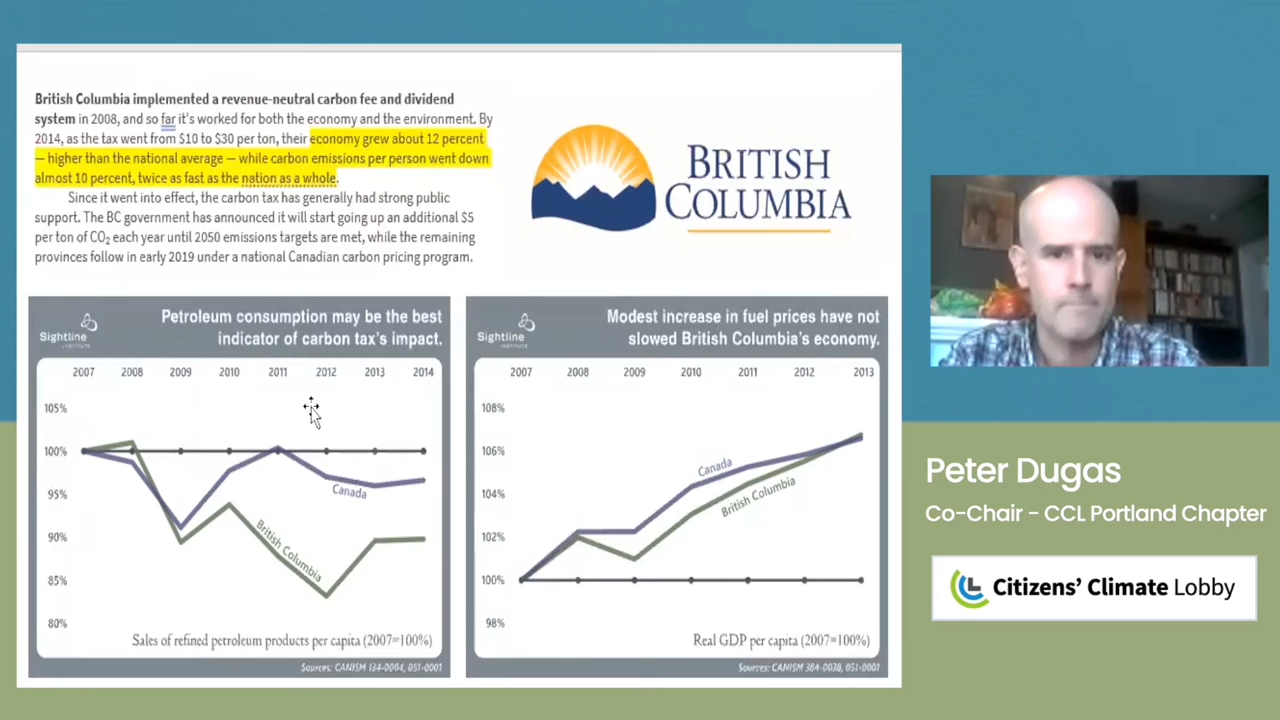 British Columbia implemented a revenue-neutral carbon fee and dividend
system in 2008, and so far it's worked for both the economy and the environment. By
2014, as the tax went from $10 to $30 per ton, their economy grew about 12 percent
— higher than the national average — while carbon emissions per person went down
almost 10 percent, twice as fast as the nation as a whole.
Since it went into effect, the carbon tax has generally had strong public
support. The BC government has announced it will start going up an additional $5
per ton of CO₂ each year until 2050 emissions targets are met, while the remaining
provinces follow in early 2019 under a national Canadian carbon pricing program.
BRITISH
COLUMBIA
Sightline
INSTITUTE
Petroleum consumption may be the best
indicator of carbon tax's impact.
2007 2008 2009 2010 2011 2012 2013 2014
105%
100%
95%
90%
85%
80%
Canada
British Columbia
Sales of refined petroleum products per capita (2007=100%)
Sources: CANISM 134-0004, 051-0001
Sightline
INSTITUTE
Modest increase in fuel prices have not
slowed British Columbia's economy.
2007 2008 2009 2010 2011 2012 2013
108%
106%
104%
102%
100%
98%
Canada
British Columbia
Real GDP per capita (2007=100%)
Sources: CANISM 384-0038, 051-0001
Peter Dugas
Co-Chair - CCL Portland Chapter
Citizens' Climate Lobby